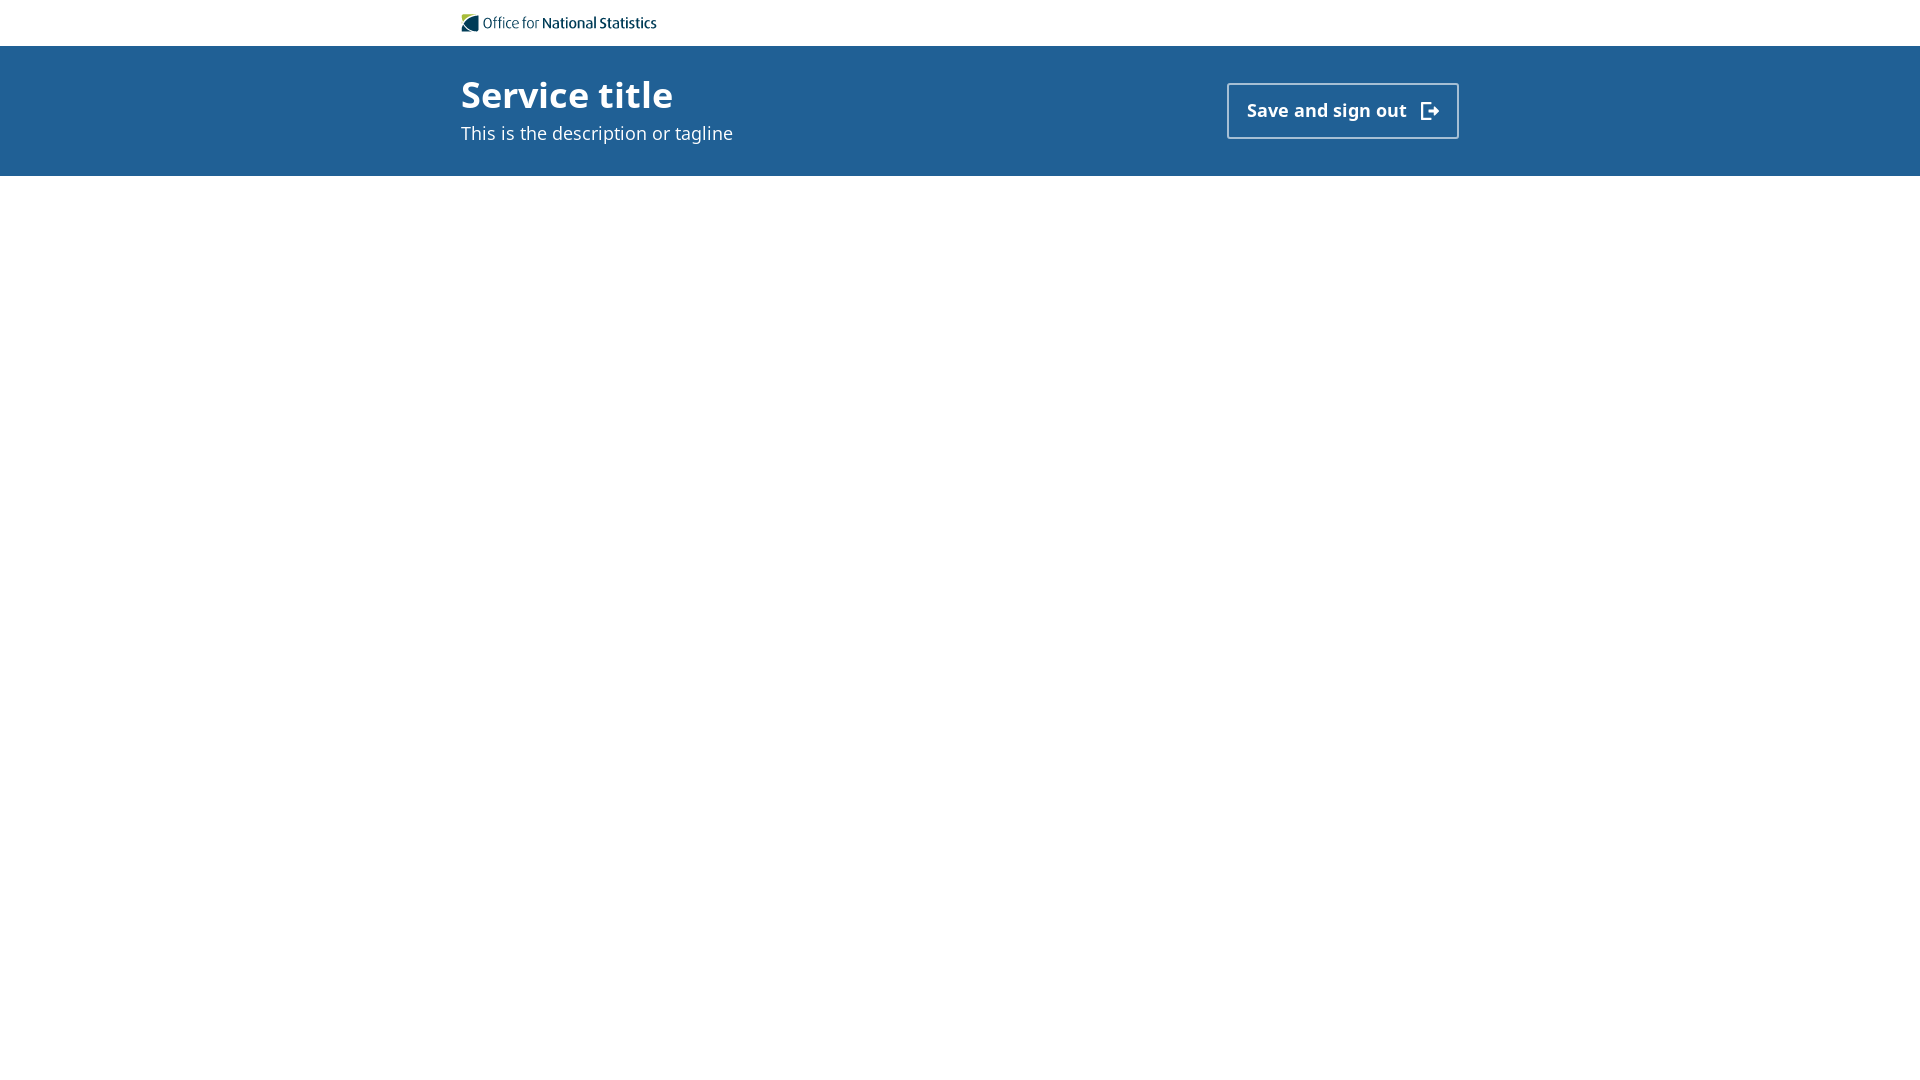 Office for National Statistics
Service title
This is the description or tagline
Save and sign out